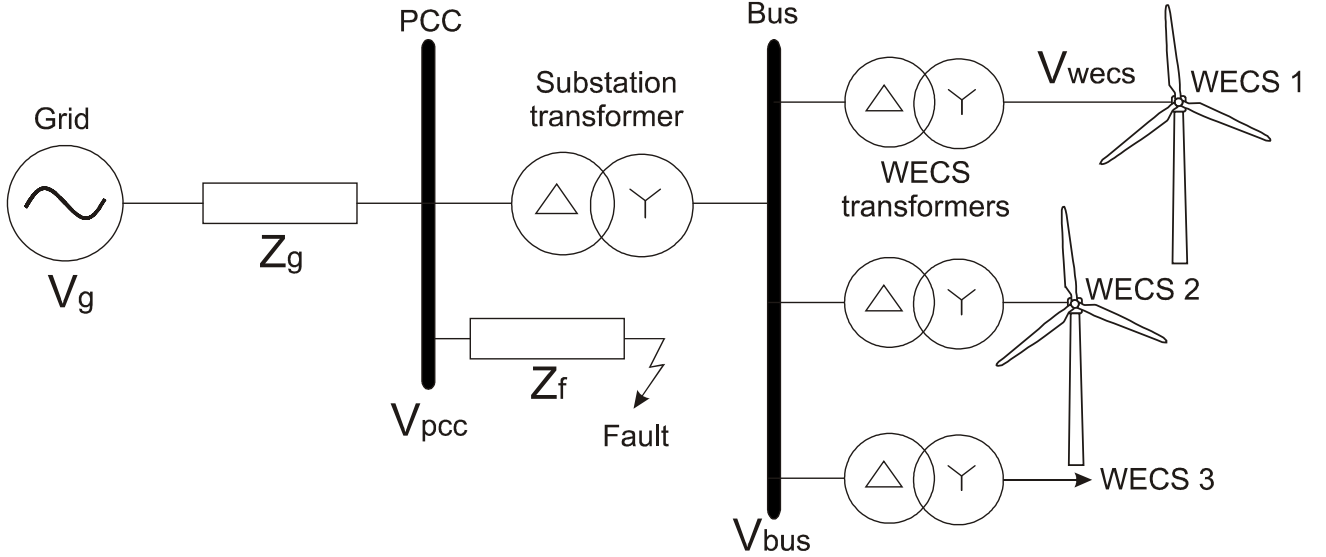 Grid
Vg
Zg
PCC
Vpcc
Substation
transformer
Zf
Fault
Bus
Vbus
WECS
transformers
Vwecs
WECS 1
WECS 2
WECS 3